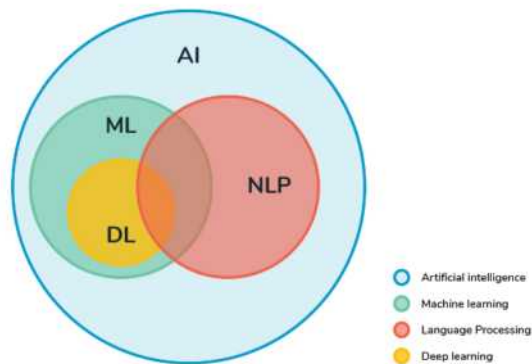 AI
ML
NLP
DL
Artificial intelligence
Machine learning
Language Processing
Deep learning